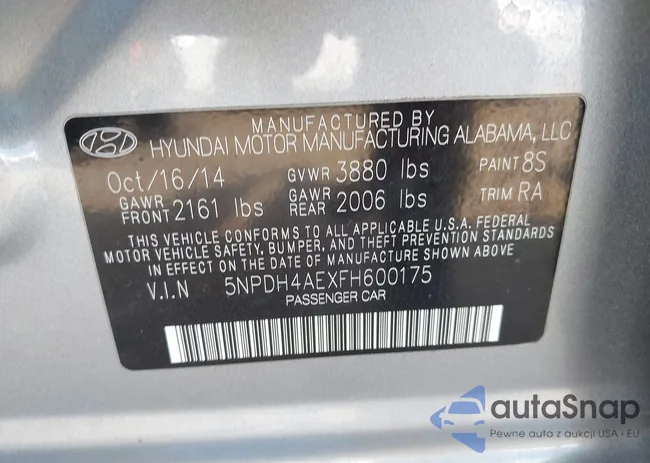 MANUFACTURED BY
HYUNDAI MOTOR MANUFACTURING ALABAMA, LLC
Oct/16/14 GVWR 3880 lbs PAINT 8S
GAWR FRONT 2161 lbs GAWR REAR 2006 lbs TRIM RA
THIS VEHICLE CONFORMS TO ALL APPLICABLE U.S.A. FEDERAL
MOTOR VEHICLE SAFETY, BUMPER, AND THEFT PREVENTION STANDARDS
IN EFFECT ON THE DATE OF MANUFACTURE SHOWN ABOVE.
V.I.N 5NPDH4AEXFH600175
PASSENGER CAR
autaSnap
Pewne auta z aukcji USA i EU